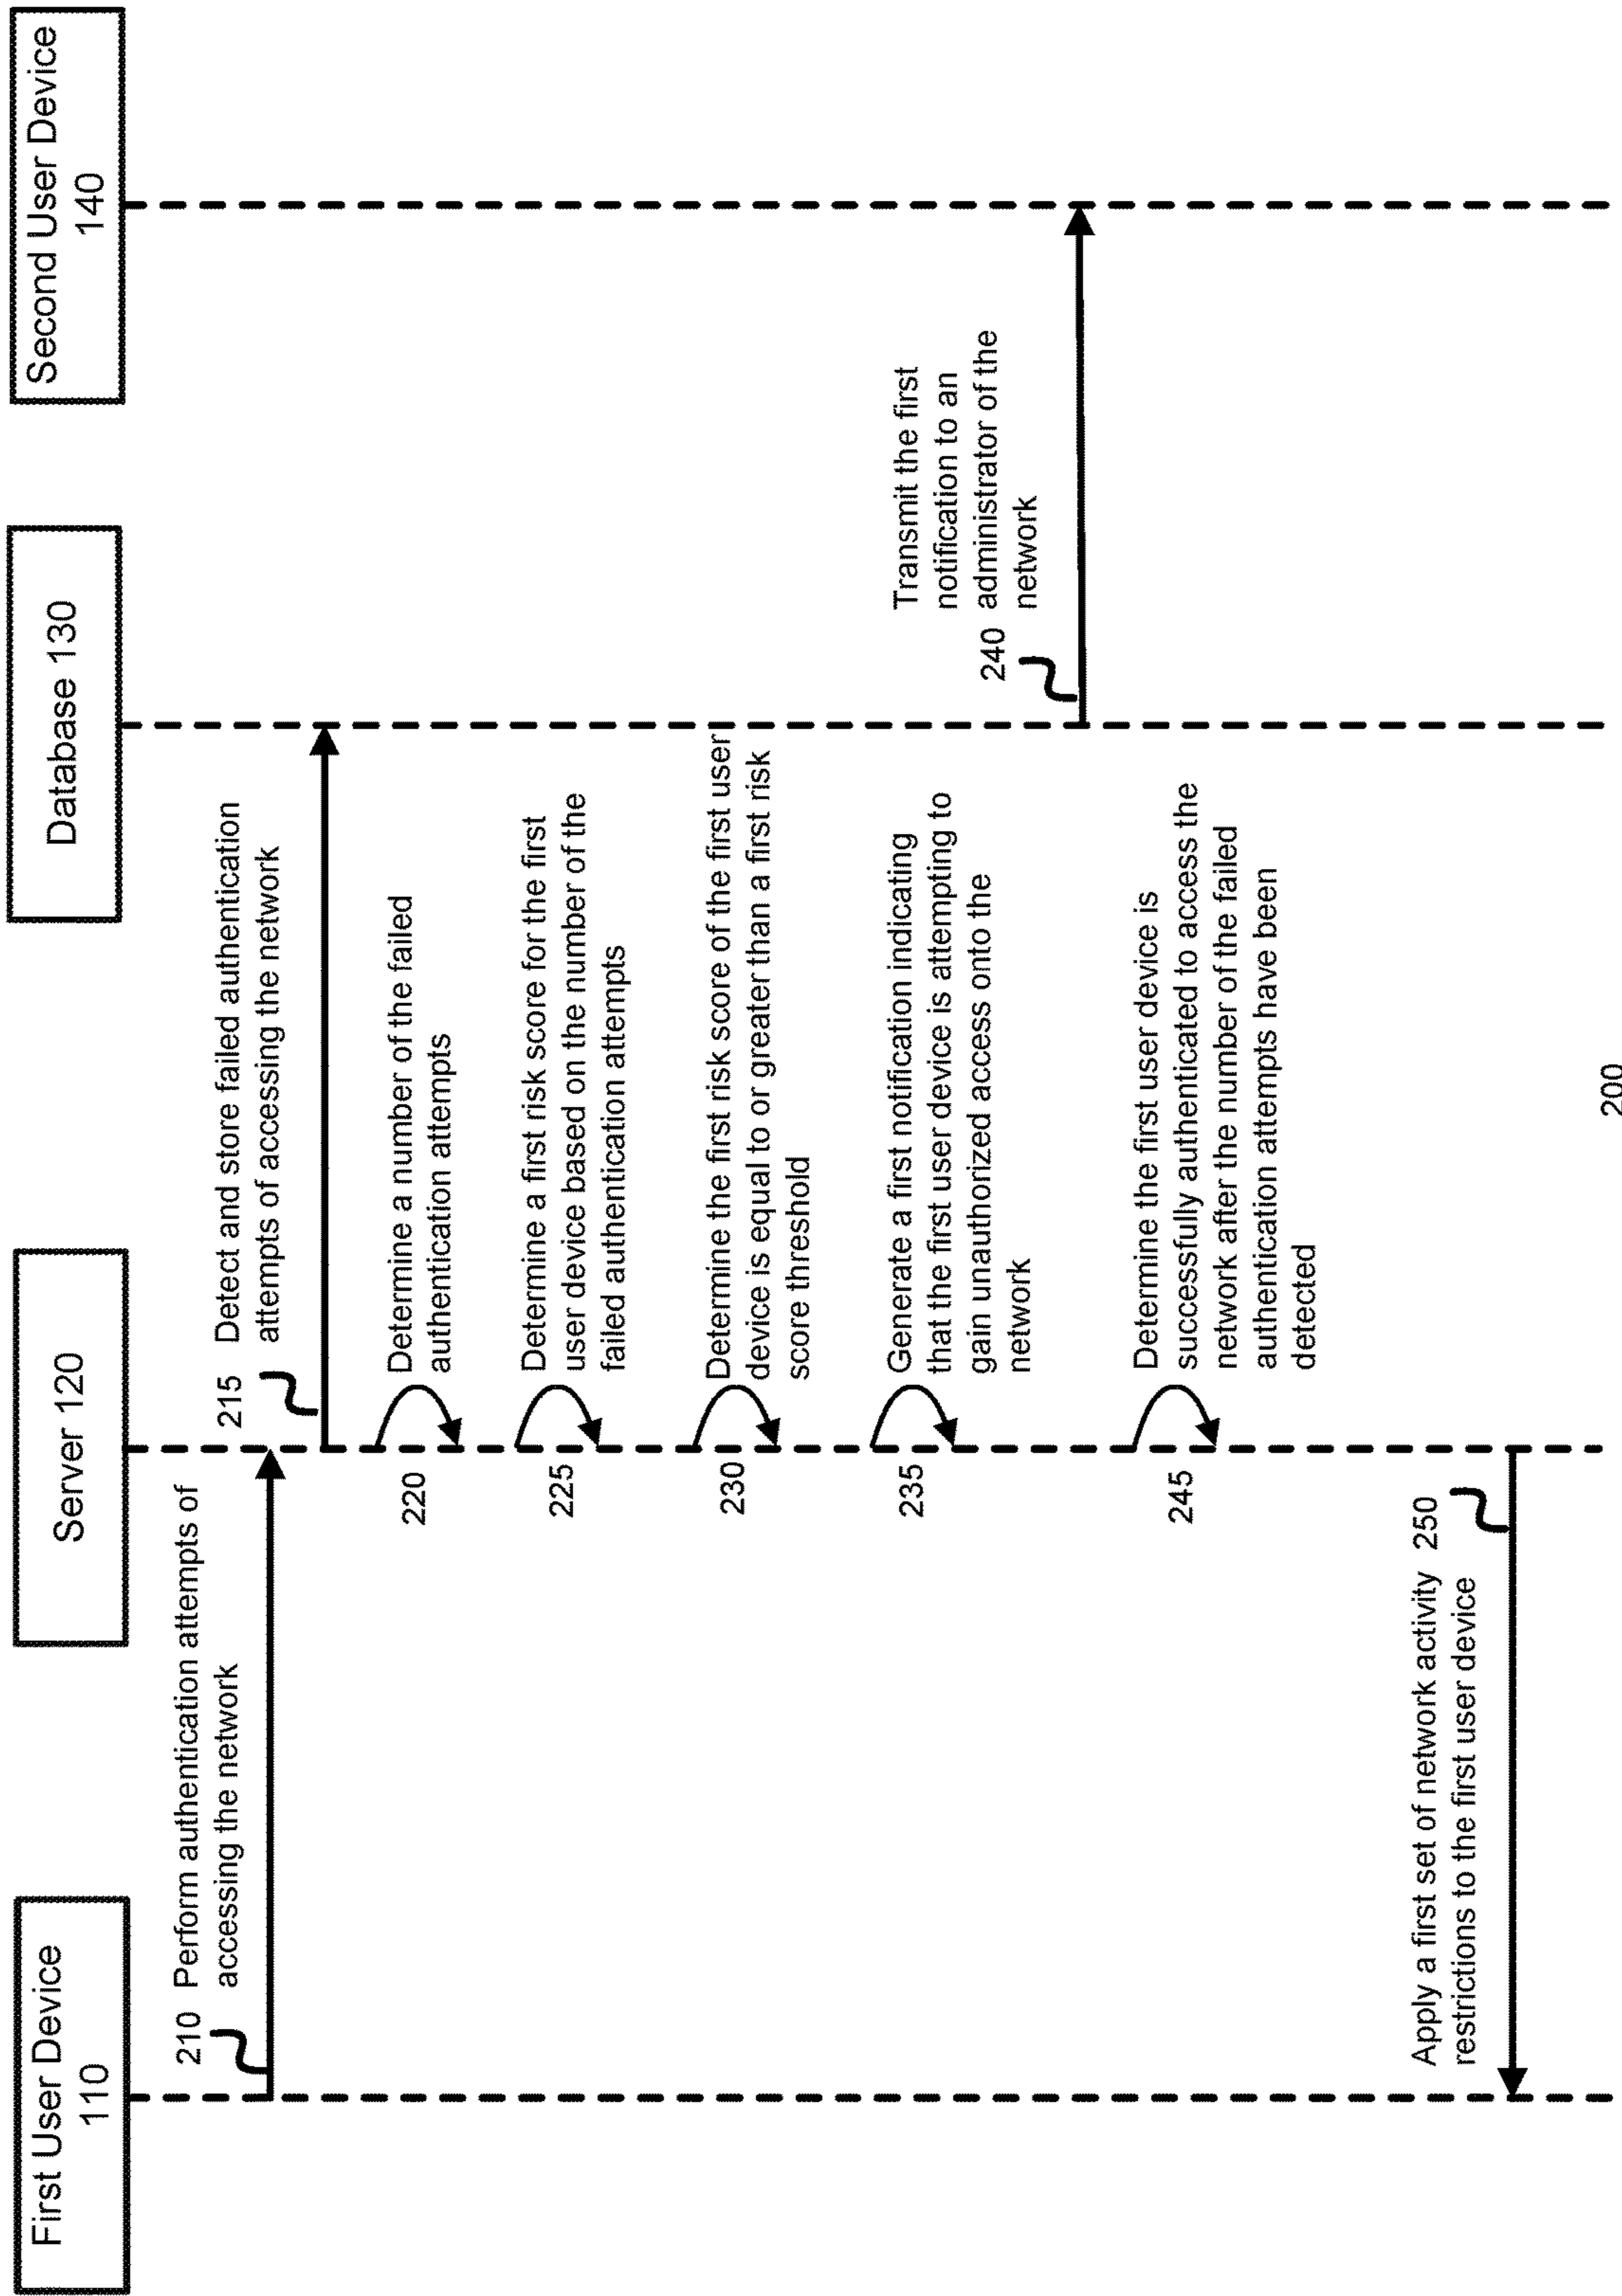 First User Device
110
Server 120
Database 130
Second User Device
140
210 Perform authentication attempts of
accessing the network
215 Detect and store failed authentication
attempts of accessing the network
220
Determine a number of the failed
authentication attempts
225
Determine a first risk score for the first
user device based on the number of the
failed authentication attempts
230
Determine the first risk score of the first user
device is equal to or greater than a first risk
score threshold
235
Generate a first notification indicating
that the first user device is attempting to
gain unauthorized access onto the
network
Transmit the first
notification to an
240 administrator of the
network
245
Determine the first user device is
successfully authenticated to access the
network after the number of the failed
authentication attempts have been
detected
Apply a first set of network activity 250
restrictions to the first user device
200